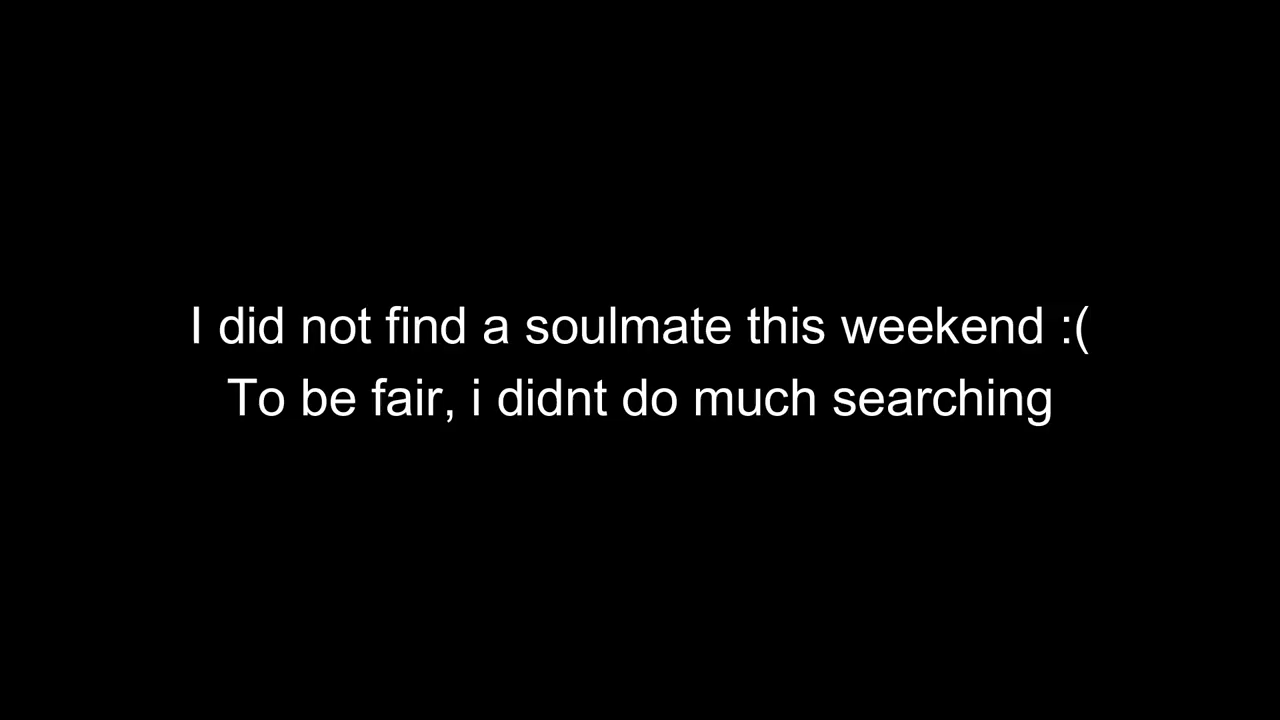 I did not find a soulmate this weekend :(
To be fair, i didnt do much searching